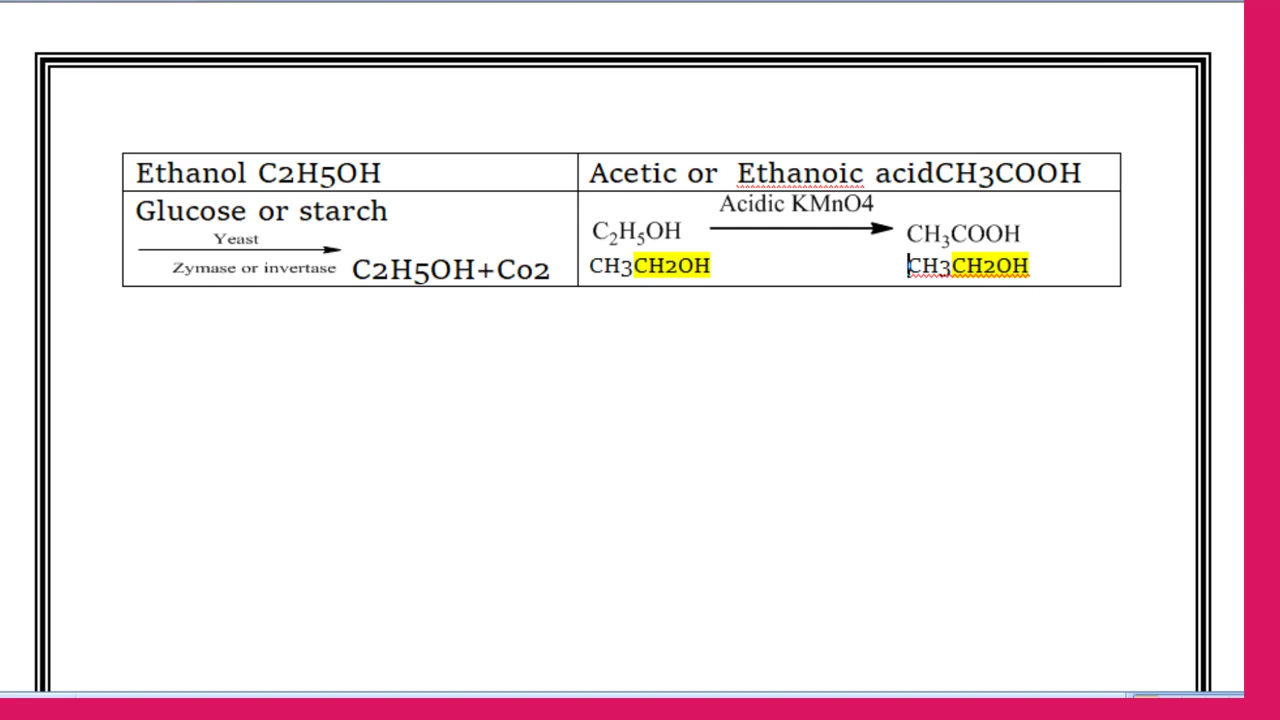 Ethanol C2H5OH
Acetic or Ethanoic acidCH3COOH
Glucose or starch
Yeast
Zymase or invertase C2H5OH+Co2
Acidic KMnO4
C₂H₅OH CH₃COOH
CH3CH2OH CH3CH2OH